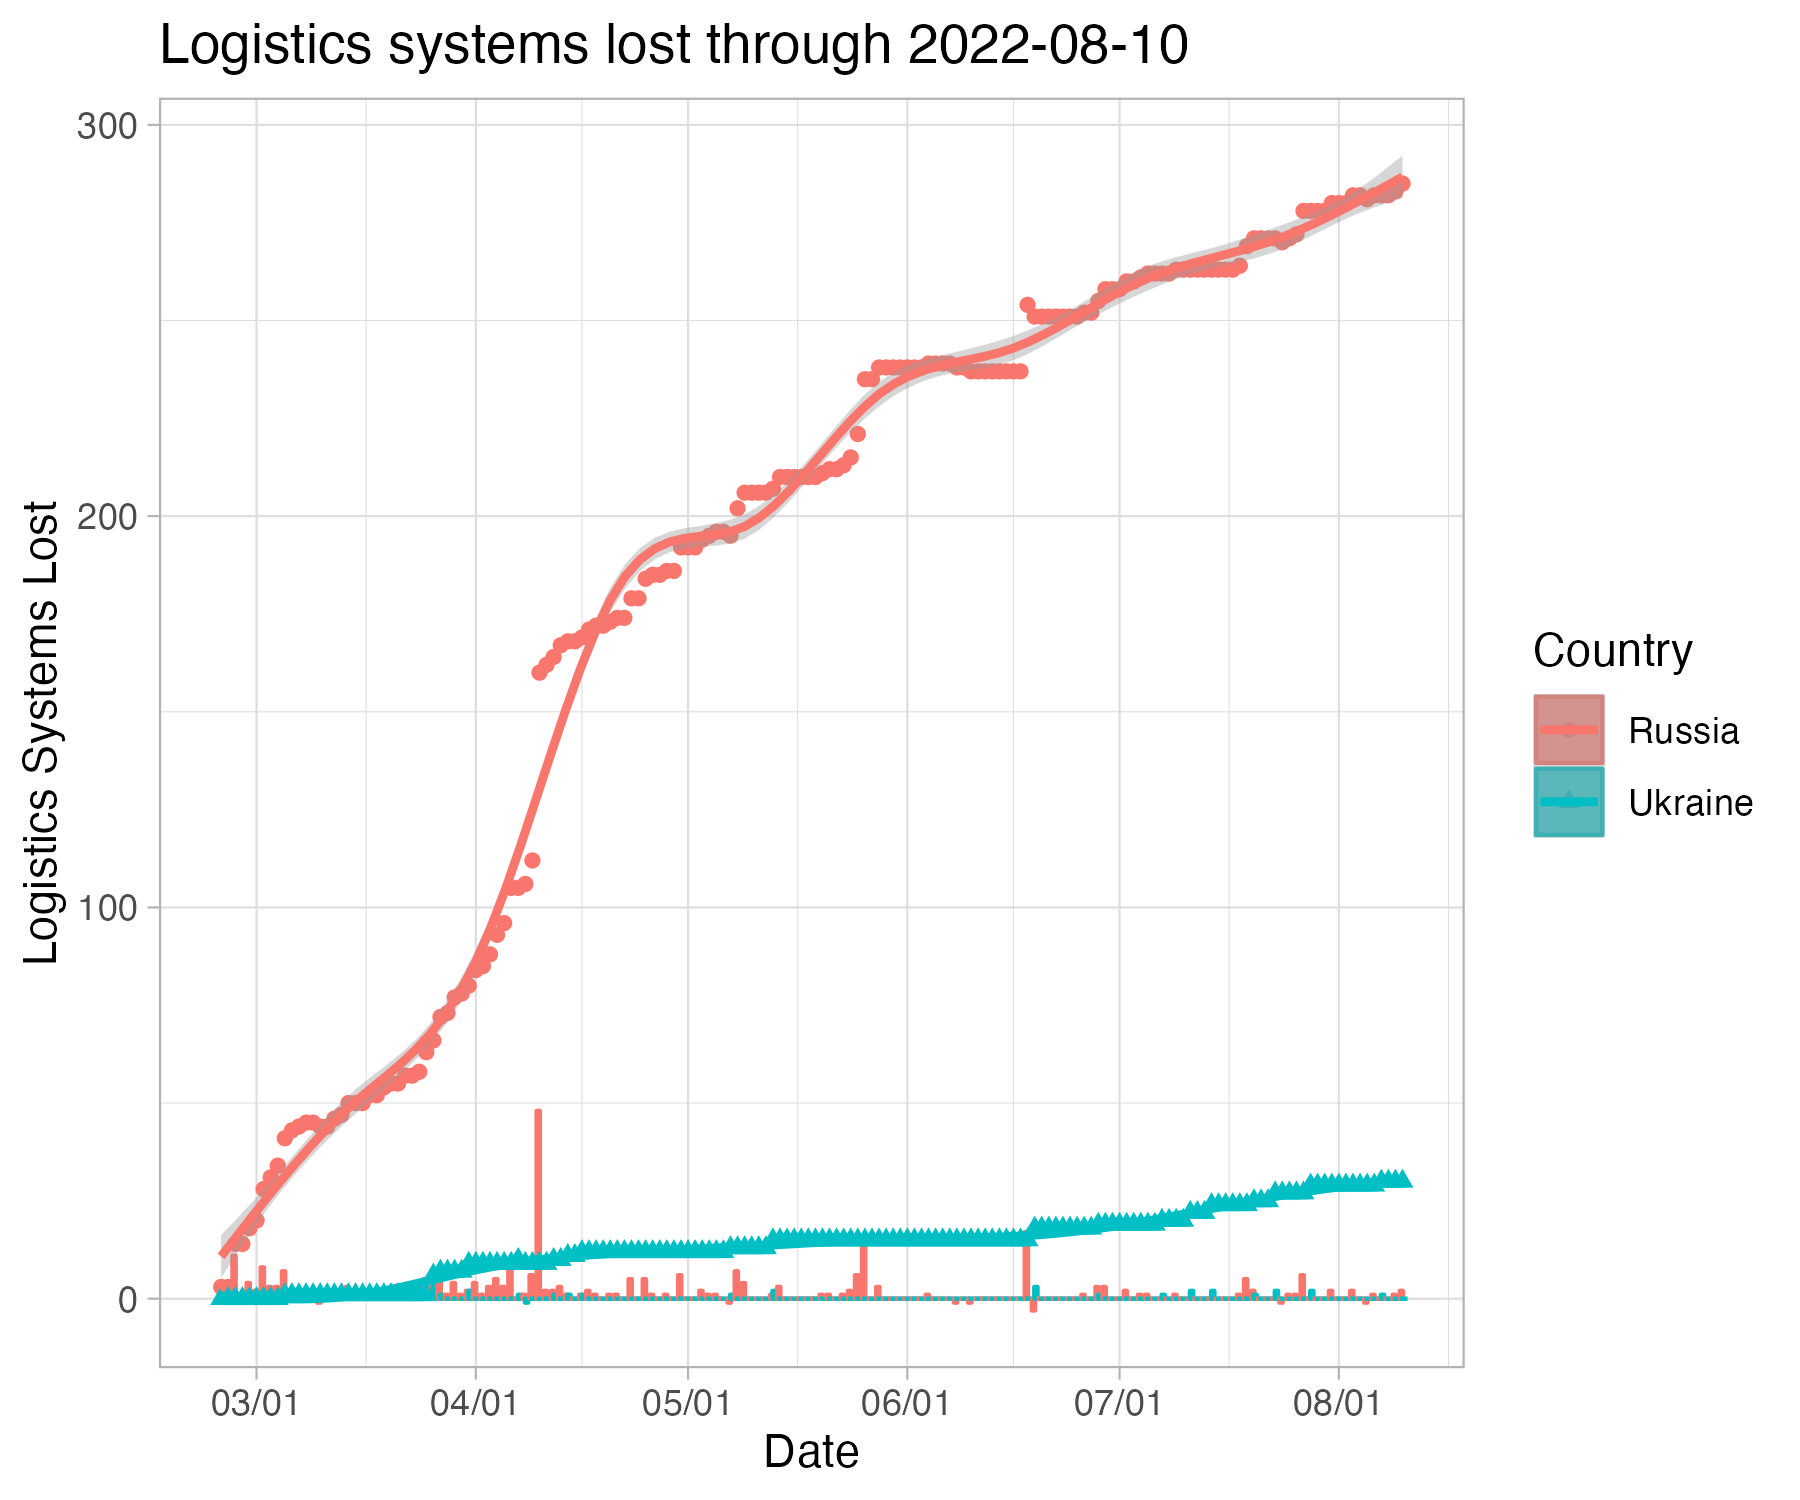 Logistics systems lost through 2022-08-10
Logistics Systems Lost
300
200
100
0
03/01 04/01 05/01 06/01 07/01 08/01
Date
Country
Russia
Ukraine